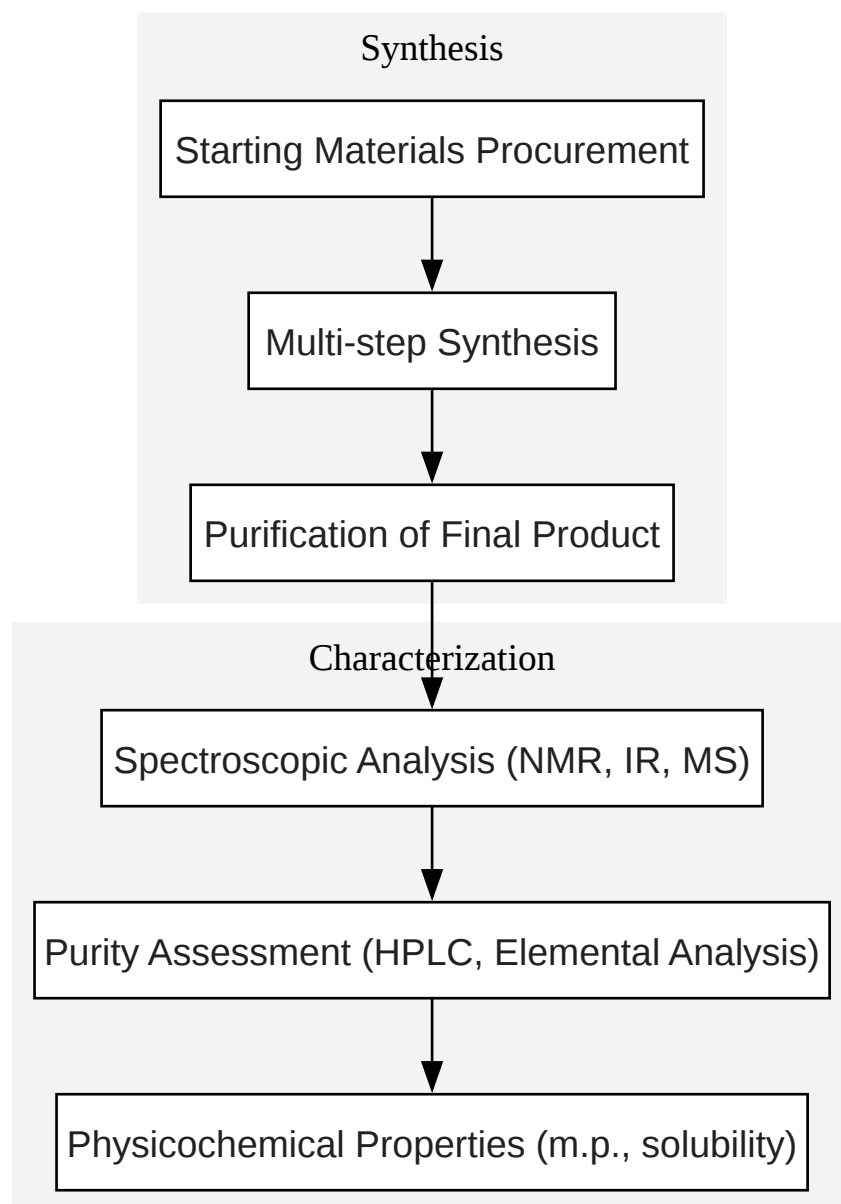 Synthesis
Starting Materials Procurement
Multi-step Synthesis
Purification of Final Product
Characterization
Spectroscopic Analysis (NMR, IR, MS)
Purity Assessment (HPLC, Elemental Analysis)
Physicochemical Properties (m.p., solubility)